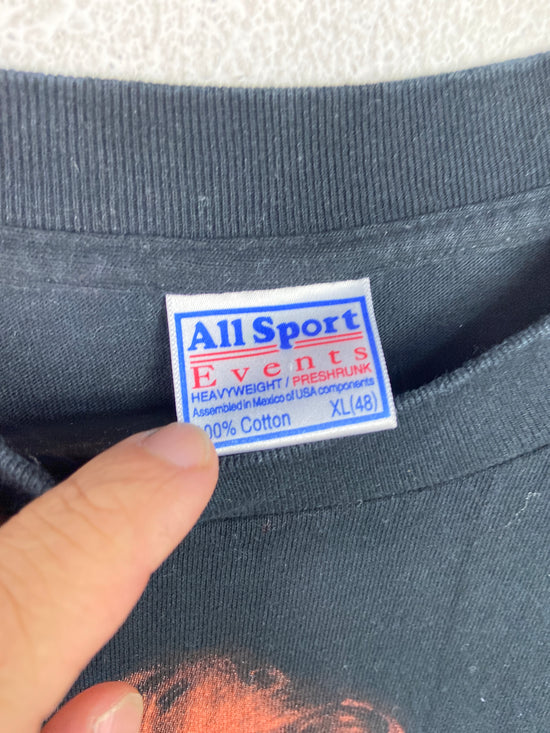 All Sport
Events
HEAVYWEIGHT / PRESHRUNK
Assembled in Mexico of USA components
00% Cotton XL(48)